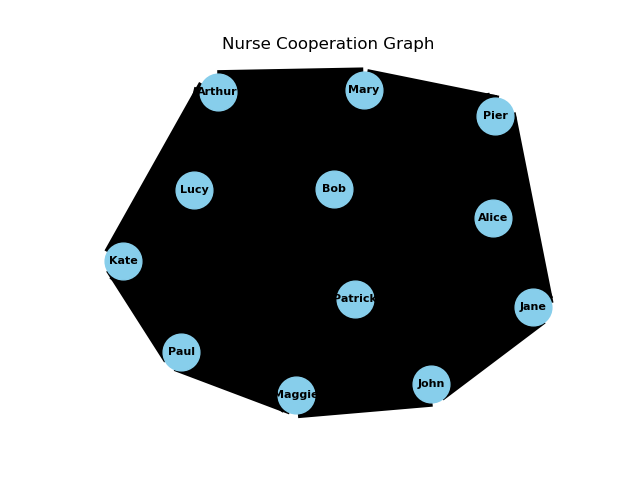 Nurse Cooperation Graph
Arthur
Mary
Pier
Lucy
Bob
Alice
Kate
Patrick
Jane
Paul
Maggie
John